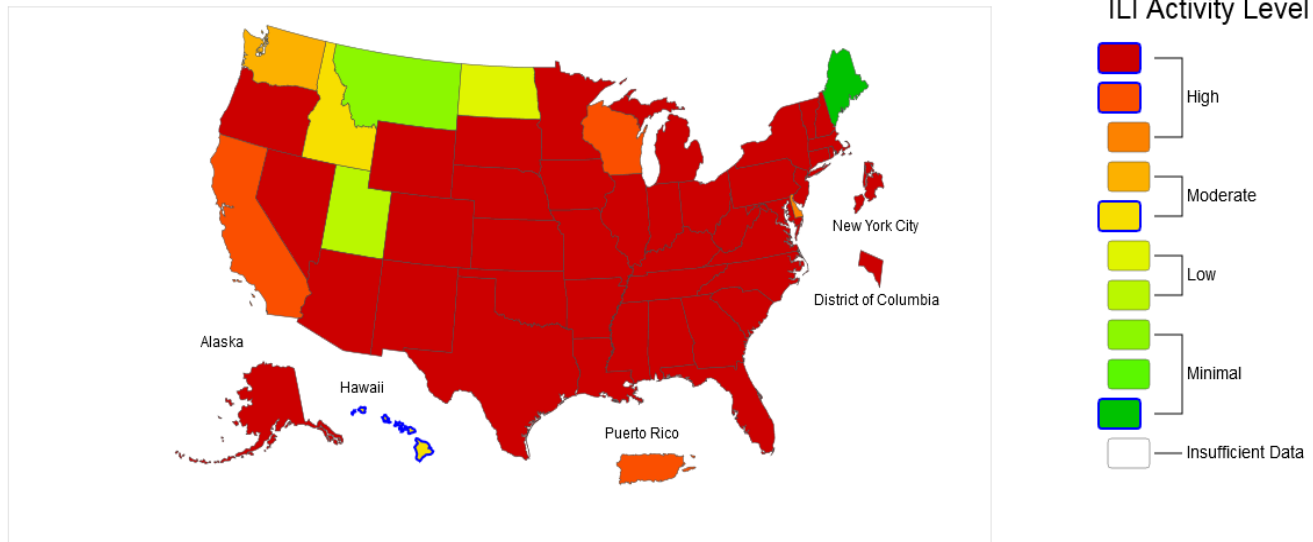 ILI Activity Level
High
Moderate
New York City
Low
District of Columbia
Alaska
Minimal
Hawaii
Puerto Rico
Insufficient Data